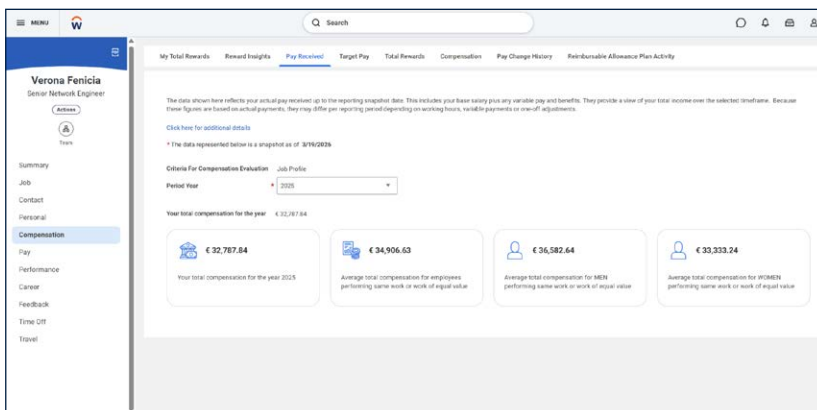 MENU
Search
My Total Rewards Reward Insights Pay Received Target Pay Total Rewards Compensation Pay Change History Reimbursable Allowance Plan Activity
Verona Fenicia
Senior Network Engineer
Actions
Team
Summary
Job
Contact
Personal
Compensation
Pay
Performance
Career
Feedback
Time Off
Travel
The data shown here reflects your actual pay received up to the reporting snapshot date. This includes your base salary plus any variable pay and benefits. They provide a view of your total income over the selected timeframe. Because
these figures are based on actual payments, they may differ per reporting period depending on working hours, variable payments or one-off adjustments.
Click here for additional details
* The data represented below is a snapshot as of 3/19/2026
Criteria For Compensation Evaluation Job Profile
Period Year * 2025
Your total compensation for the year € 32,787.84
€ 32,787.84
Your total compensation for the year 2025
€ 34,906.63
Average total compensation for employees
performing same work or work of equal value
€ 36,582.64
Average total compensation for MEN
performing same work or work of equal value
€ 33,333.24
Average total compensation for WOMEN
performing same work or work of equal value